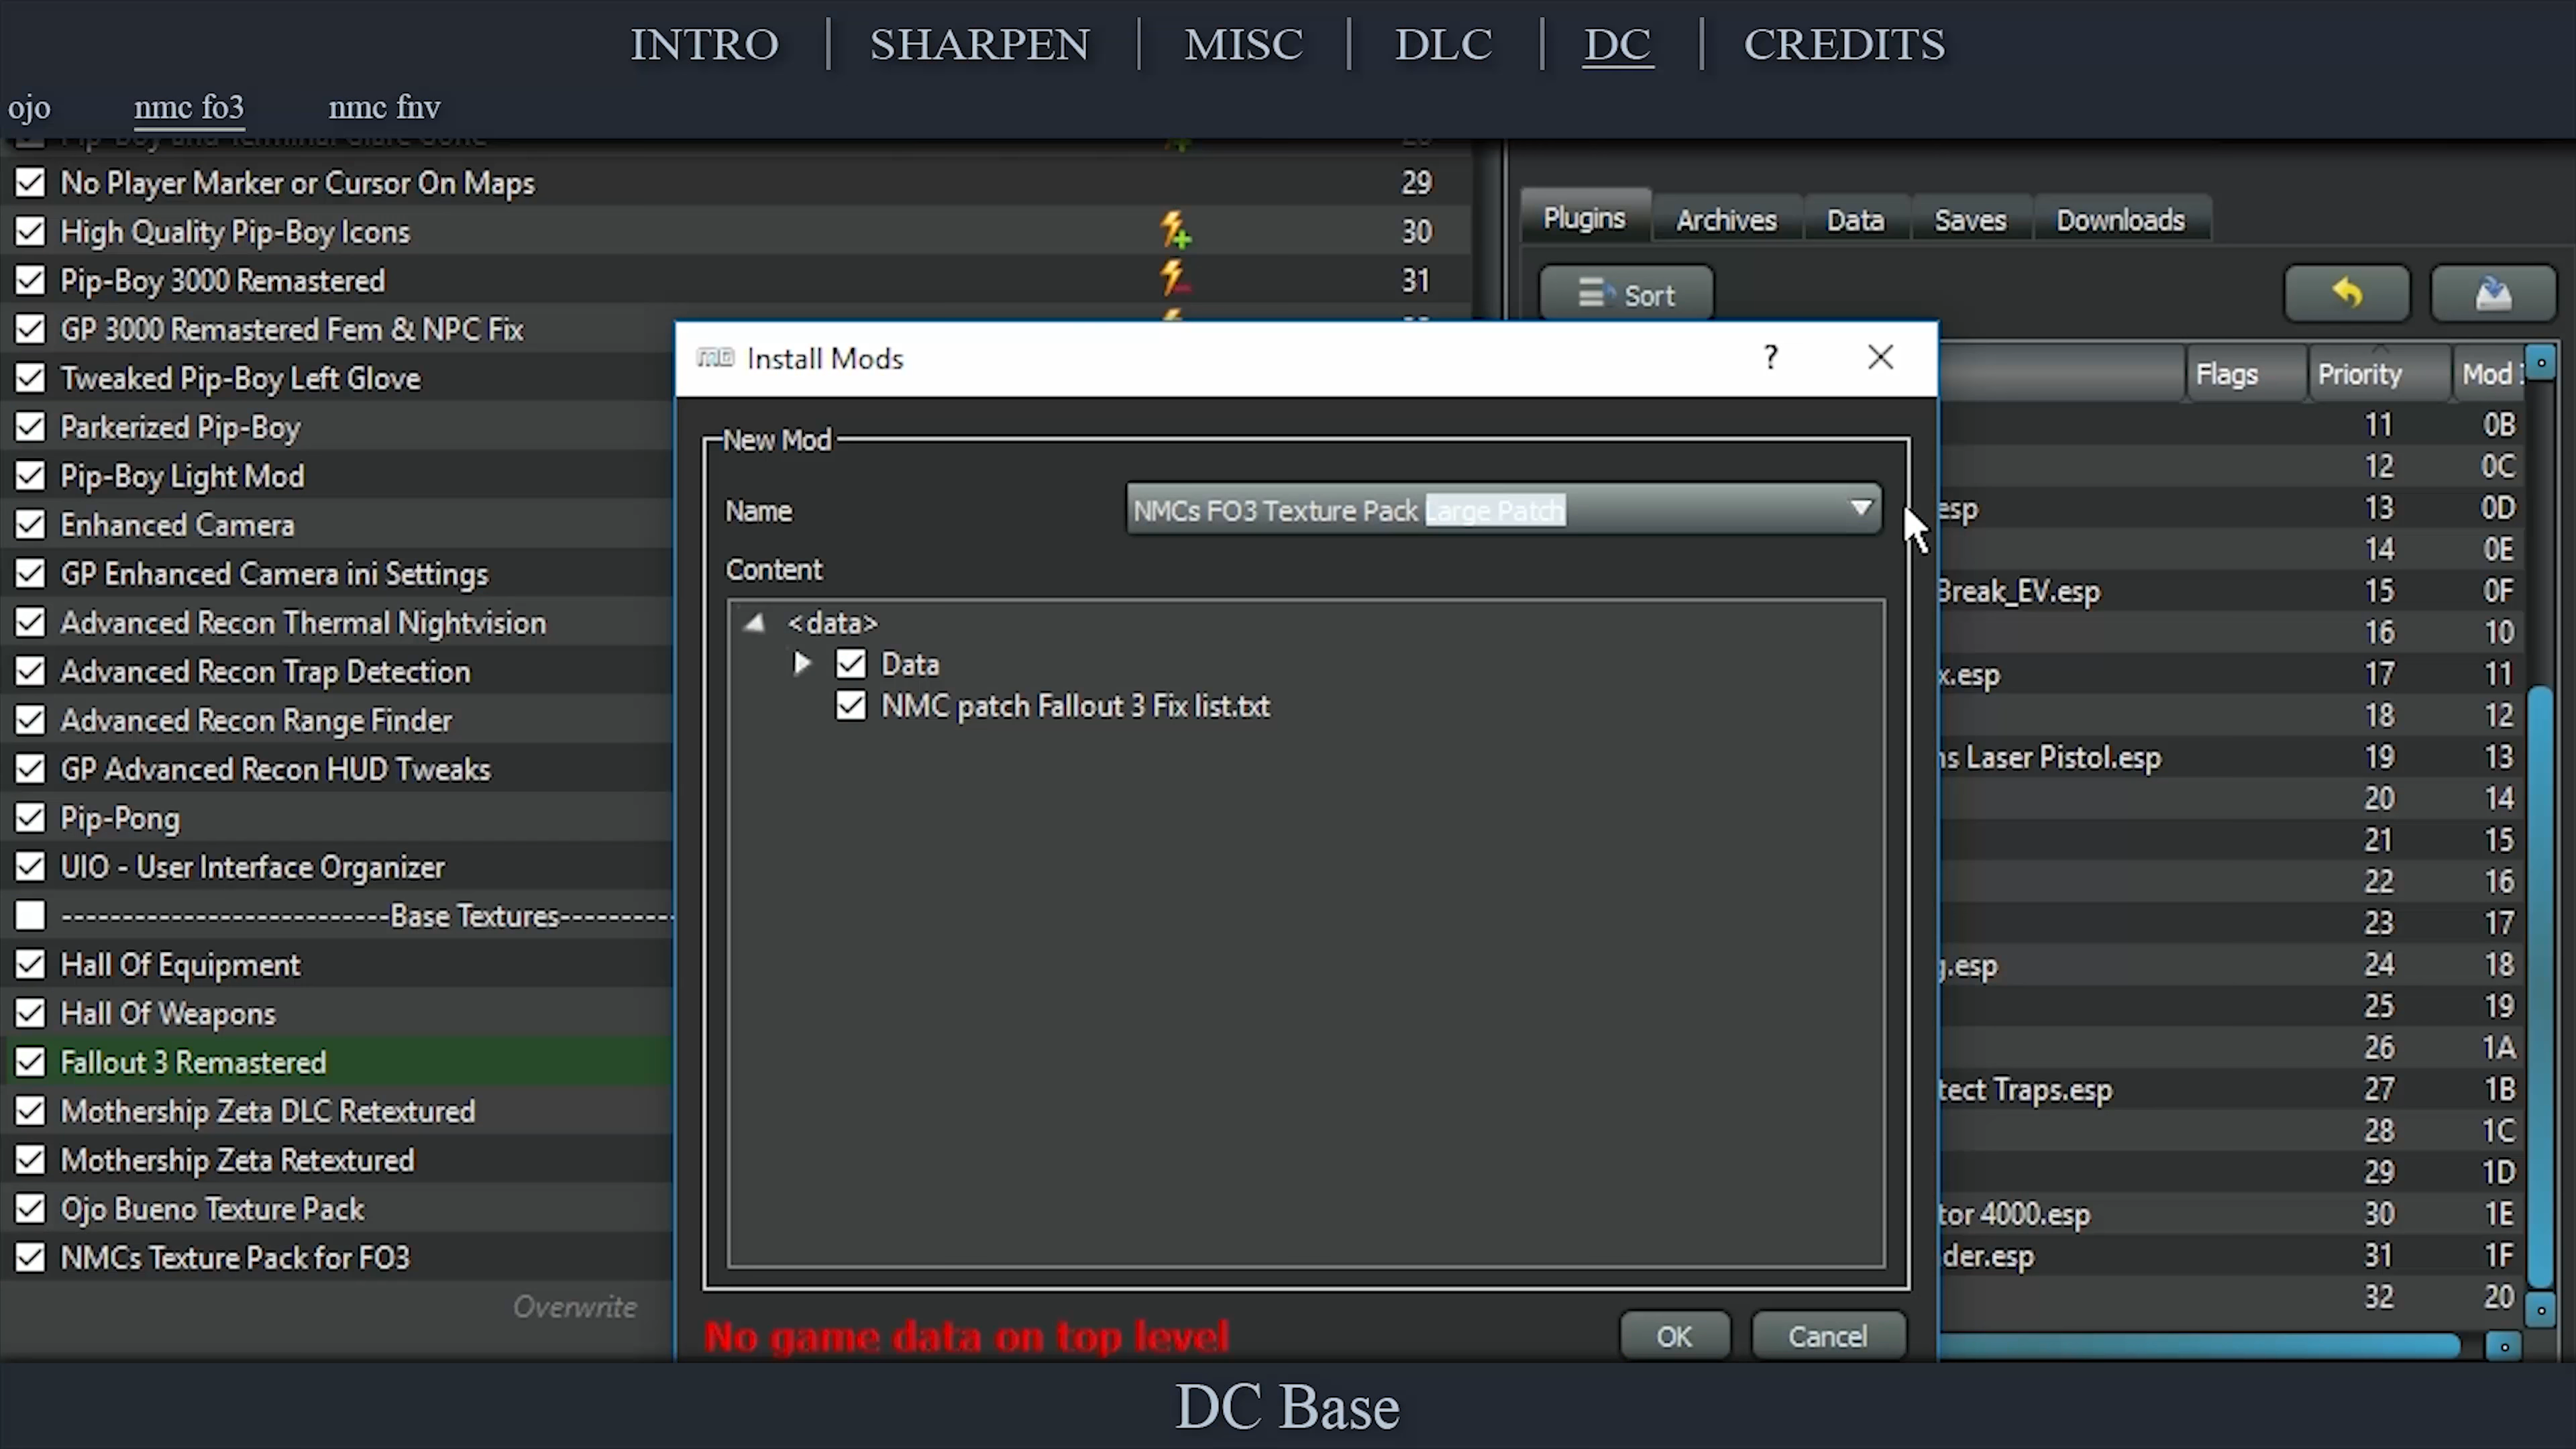 INTRO | SHARPEN | MISC | DLC | DC | CREDITS
ojo nmc fo3 nmc fnv
No Player Marker or Cursor On Maps 29
High Quality Pip-Boy Icons 30
Pip-Boy 3000 Remastered 31
GP 3000 Remastered Fem & NPC Fix
Tweaked Pip-Boy Left Glove
Parkerized Pip-Boy
Pip-Boy Light Mod
Enhanced Camera
GP Enhanced Camera ini Settings
Advanced Recon Thermal Nightvision
Advanced Recon Trap Detection
Advanced Recon Range Finder
GP Advanced Recon HUD Tweaks
Pip-Pong
UIO - User Interface Organizer
---------------------------Base Textures----------
Hall Of Equipment
Hall Of Weapons
Fallout 3 Remastered
Mothership Zeta DLC Retextured
Mothership Zeta Retextured
Ojo Bueno Texture Pack
NMCs Texture Pack for FO3
Overwrite
Install Mods ?
New Mod
Name NMCs FO3 Texture Pack Large Patch
Content
<data>
Data
NMC patch Fallout 3 Fix list.txt
No game data on top level
OK Cancel
Plugins Archives Data Saves Downloads
Sort
Flags Priority Mod
11 0B
12 0C
esp 13 0D
14 0E
Break_EV.esp 15 0F
16 10
x.esp 17 11
18 12
ns Laser Pistol.esp 19 13
20 14
21 15
22 16
23 17
g.esp 24 18
25 19
26 1A
tect Traps.esp 27 1B
28 1C
29 1D
tor 4000.esp 30 1E
der.esp 31 1F
32 20
DC Base